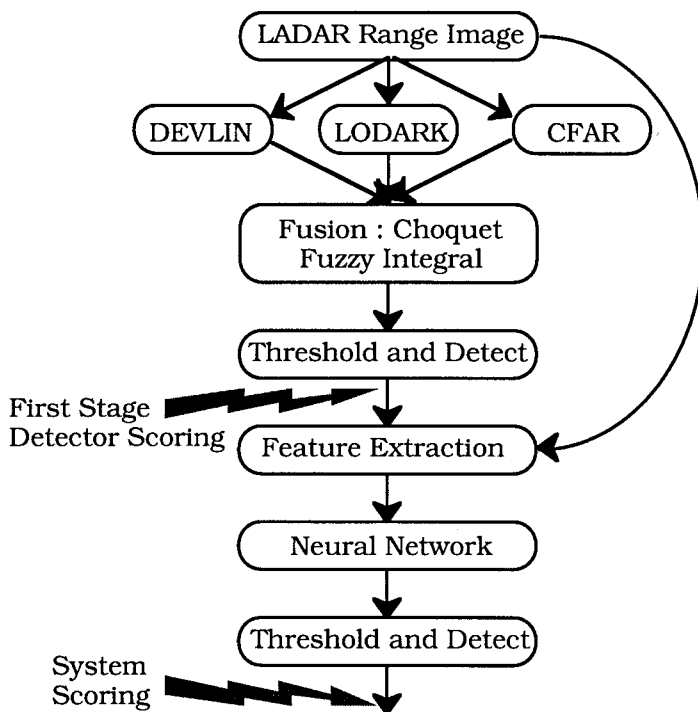 LADAR Range Image
DEVLIN
LODARK
CFAR
Fusion : Choquet
Fuzzy Integral
Threshold and Detect
First Stage
Detector Scoring
Feature Extraction
Neural Network
Threshold and Detect
System
Scoring